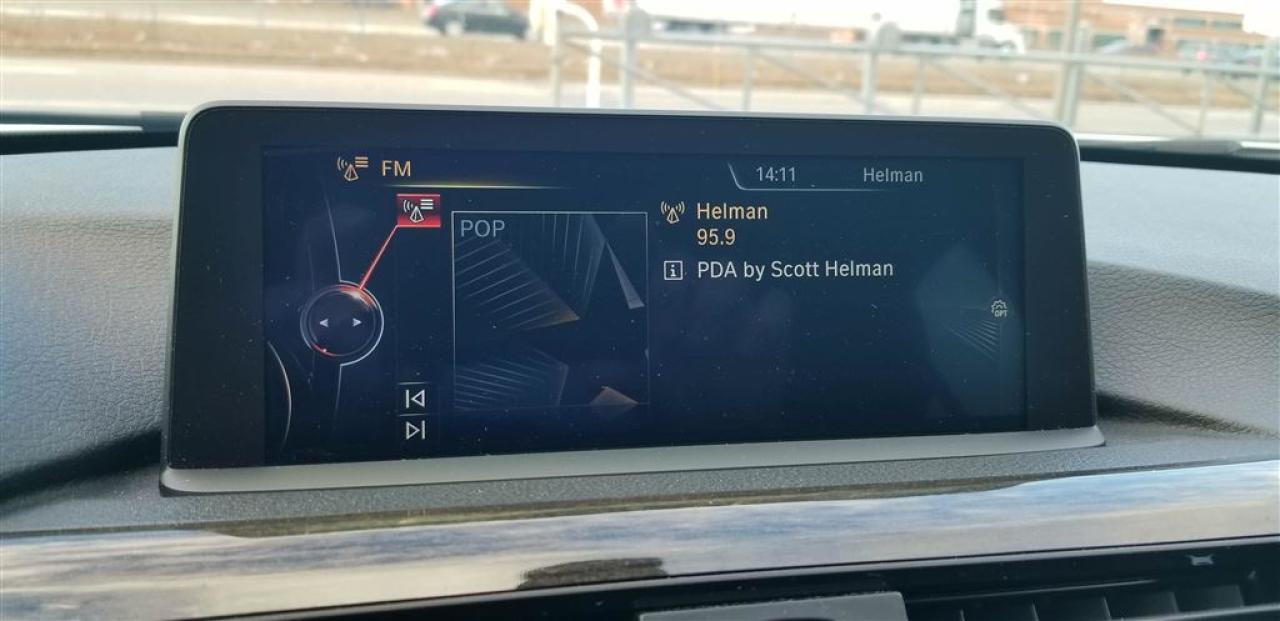 FM
14:11 Helman
POP
Helman
95.9
PDA by Scott Helman
OPT